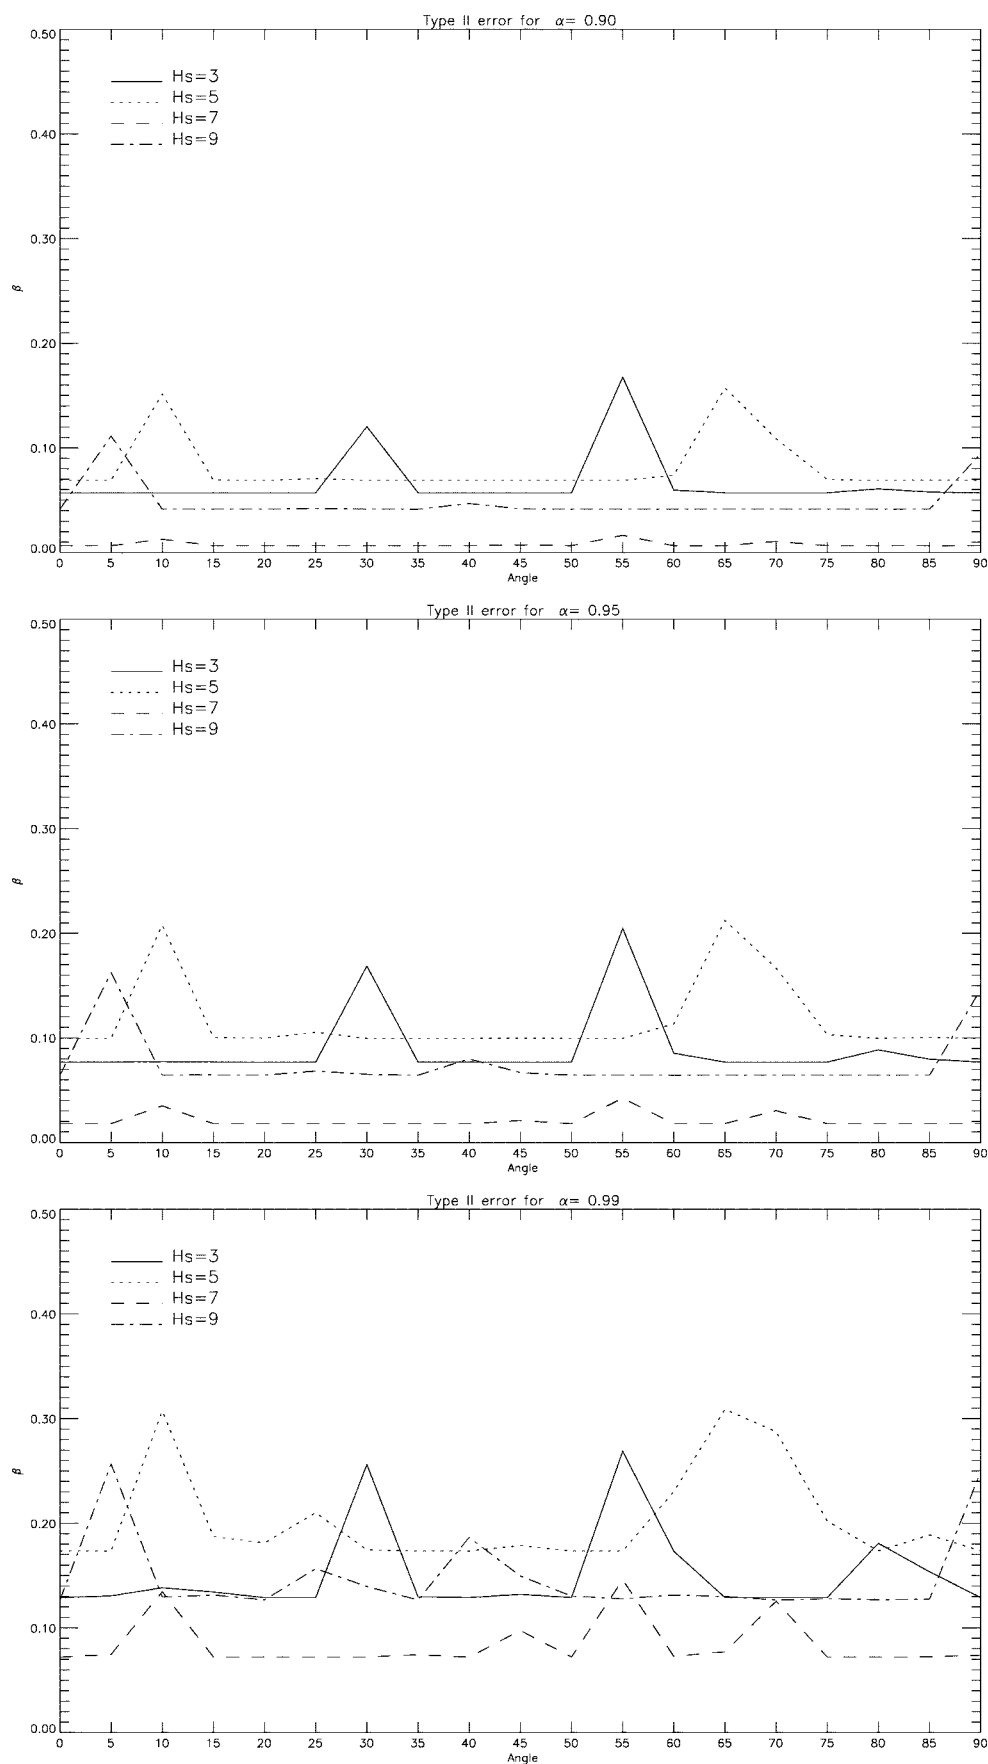 Type II error for α= 0.90
0.50
0.40
0.30
0.20
0.10
0.00
β
Hs=3
Hs=5
Hs=7
Hs=9
0 5 10 15 20 25 30 35 40 45 50 55 60 65 70 75 80 85 90
Angle
Type II error for α= 0.95
0.50
0.40
0.30
0.20
0.10
0.00
β
Hs=3
Hs=5
Hs=7
Hs=9
0 5 10 15 20 25 30 35 40 45 50 55 60 65 70 75 80 85 90
Angle
Type II error for α= 0.99
0.50
0.40
0.30
0.20
0.10
0.00
β
Hs=3
Hs=5
Hs=7
Hs=9
0 5 10 15 20 25 30 35 40 45 50 55 60 65 70 75 80 85 90
Angle